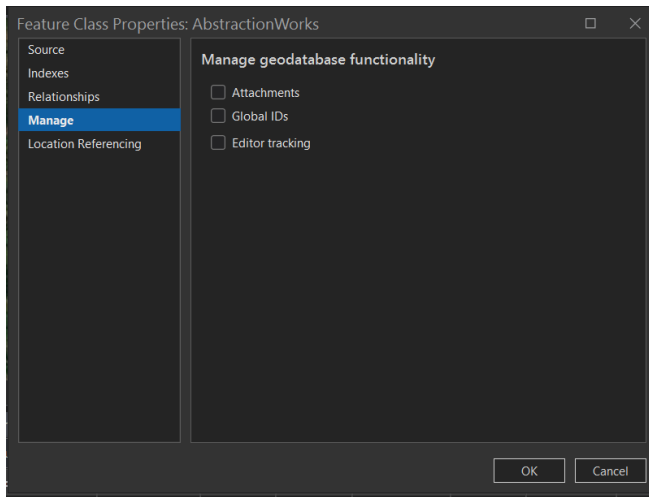 Feature Class Properties: AbstractionWorks
Source
Indexes
Relationships
Manage
Location Referencing
Manage geodatabase functionality
Attachments
Global IDs
Editor tracking
OK
Cancel